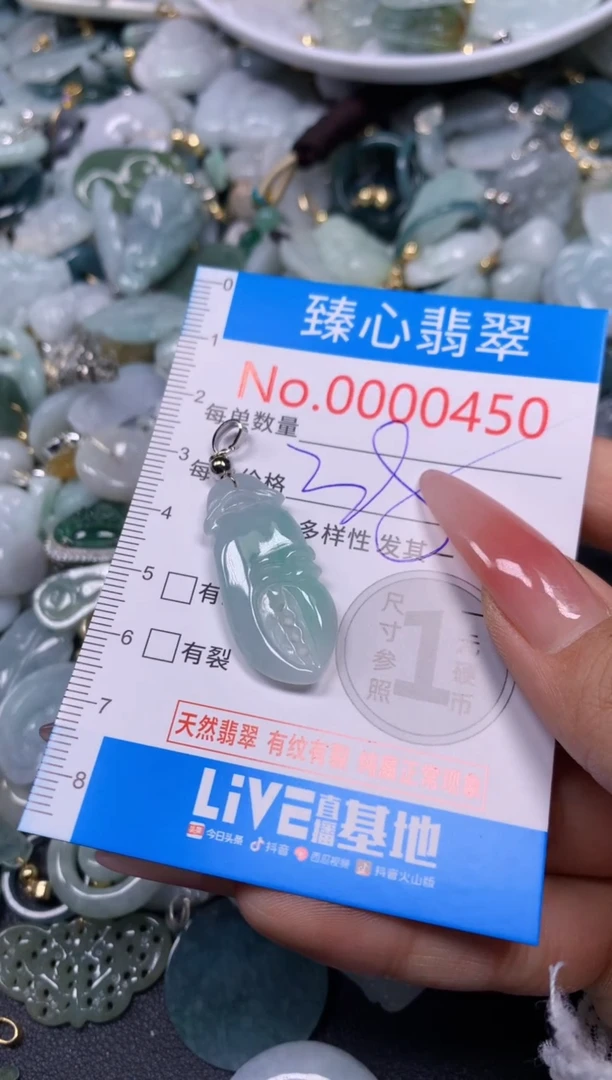 0
1
2
3
4
5
6
7
8
臻心翡翠
No.0000450
每单数量
每
价格
38
多样性发其
有
有裂
尺寸参照
1
元硬币
天然翡翠 有纹有裂
LiVE直播基地
今日头条 抖音 西瓜视频 抖音火山版